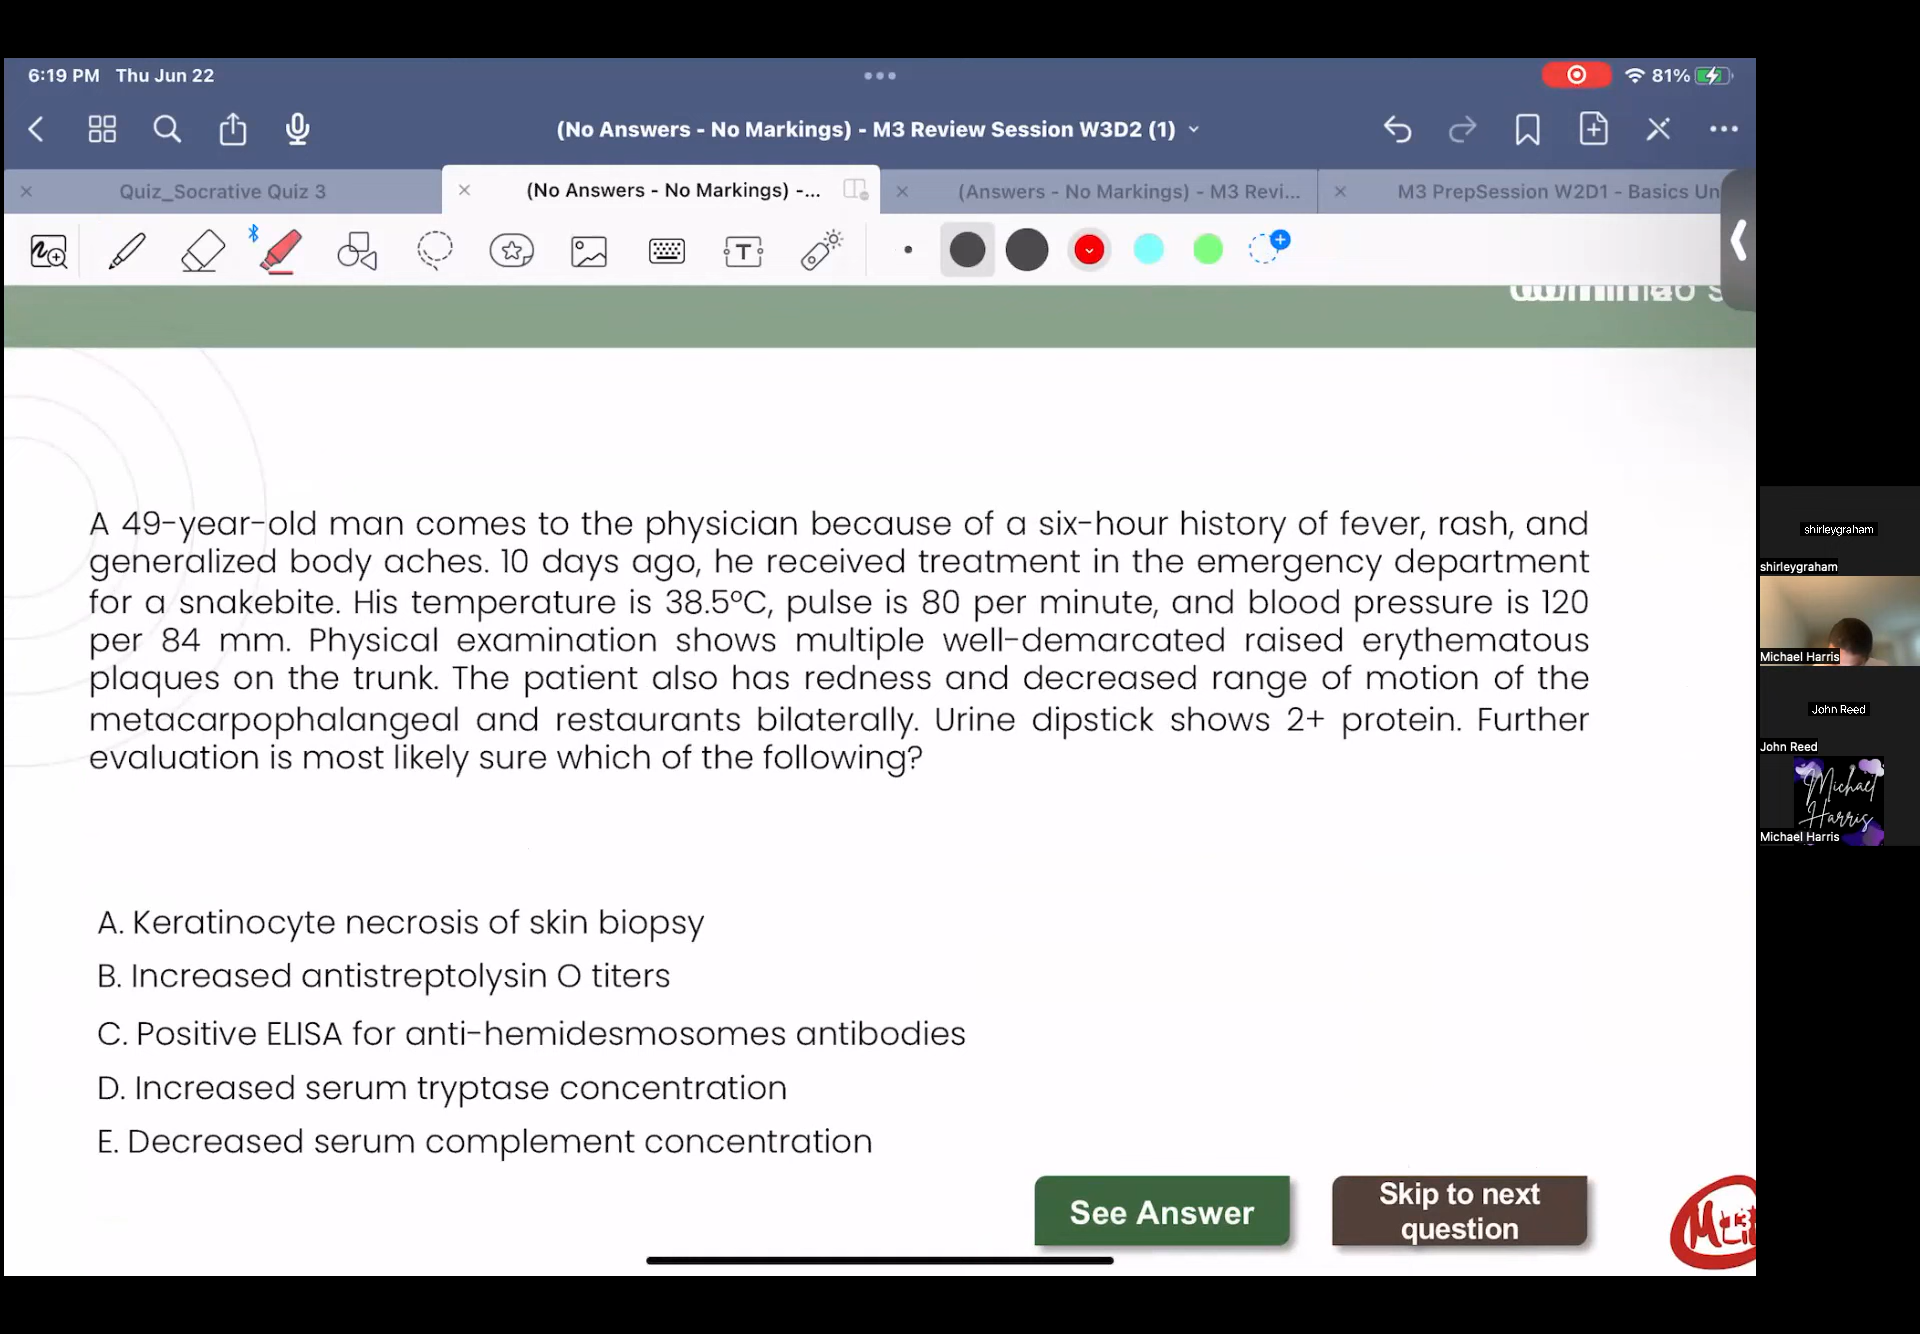 6:19 PM Thu Jun 22
81%
(No Answers - No Markings) - M3 Review Session W3D2 (1)
Quiz_Socrative Quiz 3
(No Answers - No Markings) -...
(Answers - No Markings) - M3 Revi...
M3 PrepSession W2D1 - Basics Un
A 49-year-old man comes to the physician because of a six-hour history of fever, rash, and
generalized body aches. 10 days ago, he received treatment in the emergency department
for a snakebite. His temperature is 38.5°C, pulse is 80 per minute, and blood pressure is 120
per 84 mm. Physical examination shows multiple well-demarcated raised erythematous
plaques on the trunk. The patient also has redness and decreased range of motion of the
metacarpophalangeal and restaurants bilaterally. Urine dipstick shows 2+ protein. Further
evaluation is most likely sure which of the following?
A. Keratinocyte necrosis of skin biopsy
B. Increased antistreptolysin O titers
C. Positive ELISA for anti-hemidesmosomes antibodies
D. Increased serum tryptase concentration
E. Decreased serum complement concentration
See Answer
Skip to next
question
shirleygraham
shirleygraham
Michael Harris
John Reed
John Reed
Michael
Harris
Michael Harris